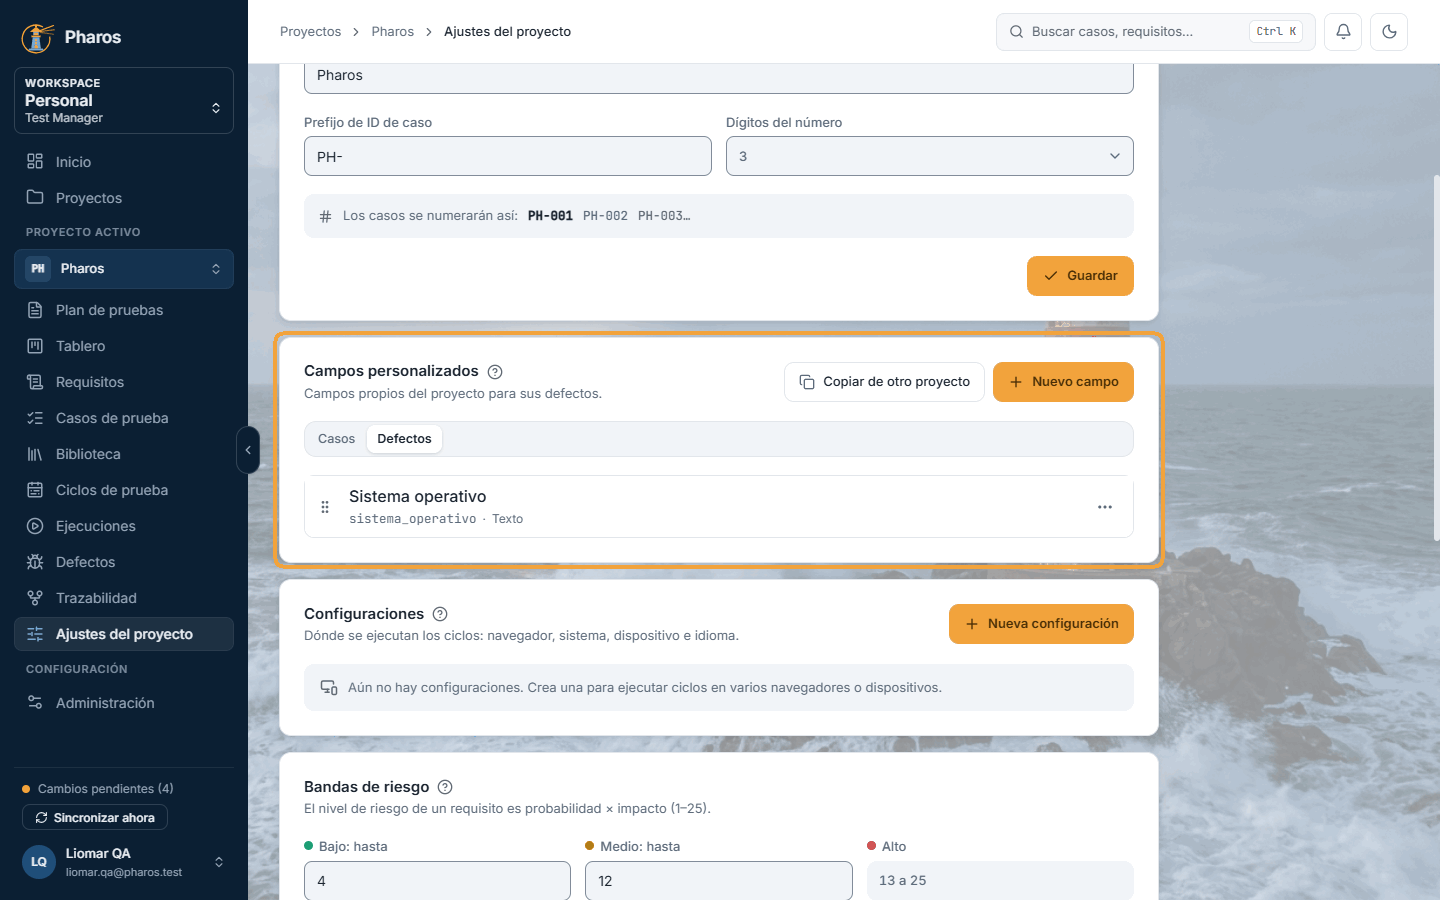 Pharos
WORKSPACE
Personal
Test Manager
Inicio
Proyectos
PROYECTO ACTIVO
PH Pharos
Plan de pruebas
Tablero
Requisitos
Casos de prueba
Biblioteca
Ciclos de prueba
Ejecuciones
Defectos
Trazabilidad
Ajustes del proyecto
CONFIGURACIÓN
Administración
Cambios pendientes (4)
Sincronizar ahora
LQ Liomar QA
liomar.qa@pharos.test
Proyectos > Pharos > Ajustes del proyecto
Buscar casos, requisitos... Ctrl K
Pharos
Prefijo de ID de caso
PH-
Dígitos del número
3
# Los casos se numerarán así: PH-001 PH-002 PH-003…
Guardar
Campos personalizados ?
Campos propios del proyecto para sus defectos.
Copiar de otro proyecto
+ Nuevo campo
Casos Defectos
Sistema operativo
sistema_operativo · Texto
Configuraciones ?
Dónde se ejecutan los ciclos: navegador, sistema, dispositivo e idioma.
+ Nueva configuración
Aún no hay configuraciones. Crea una para ejecutar ciclos en varios navegadores o dispositivos.
Bandas de riesgo ?
El nivel de riesgo de un requisito es probabilidad × impacto (1–25).
Bajo: hasta
4
Medio: hasta
12
Alto
13 a 25